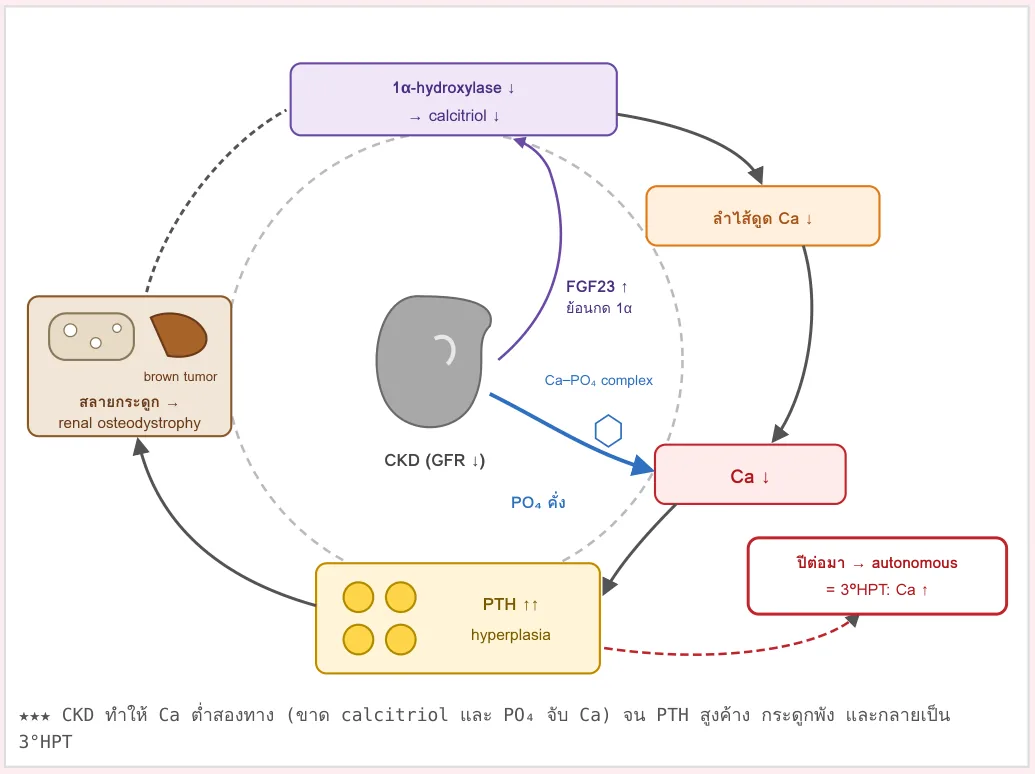 1α-hydroxylase ↓
→ calcitriol ↓
ลำไส้ดูด Ca ↓
FGF23 ↑
ย้อนกด 1α
brown tumor
สลายกระดูก →
renal osteodystrophy
Ca–PO₄ complex
CKD (GFR ↓)
Ca ↓
PO₄ คั่ง
ปีต่อมา → autonomous
= 3°HPT: Ca ↑
PTH ↑↑
hyperplasia
★★★ CKD ทำให้ Ca ต่ำสองทาง (ขาด calcitriol และ PO₄ จับ Ca) จน PTH สูงค้าง กระดูกพัง และกลายเป็น
3°HPT